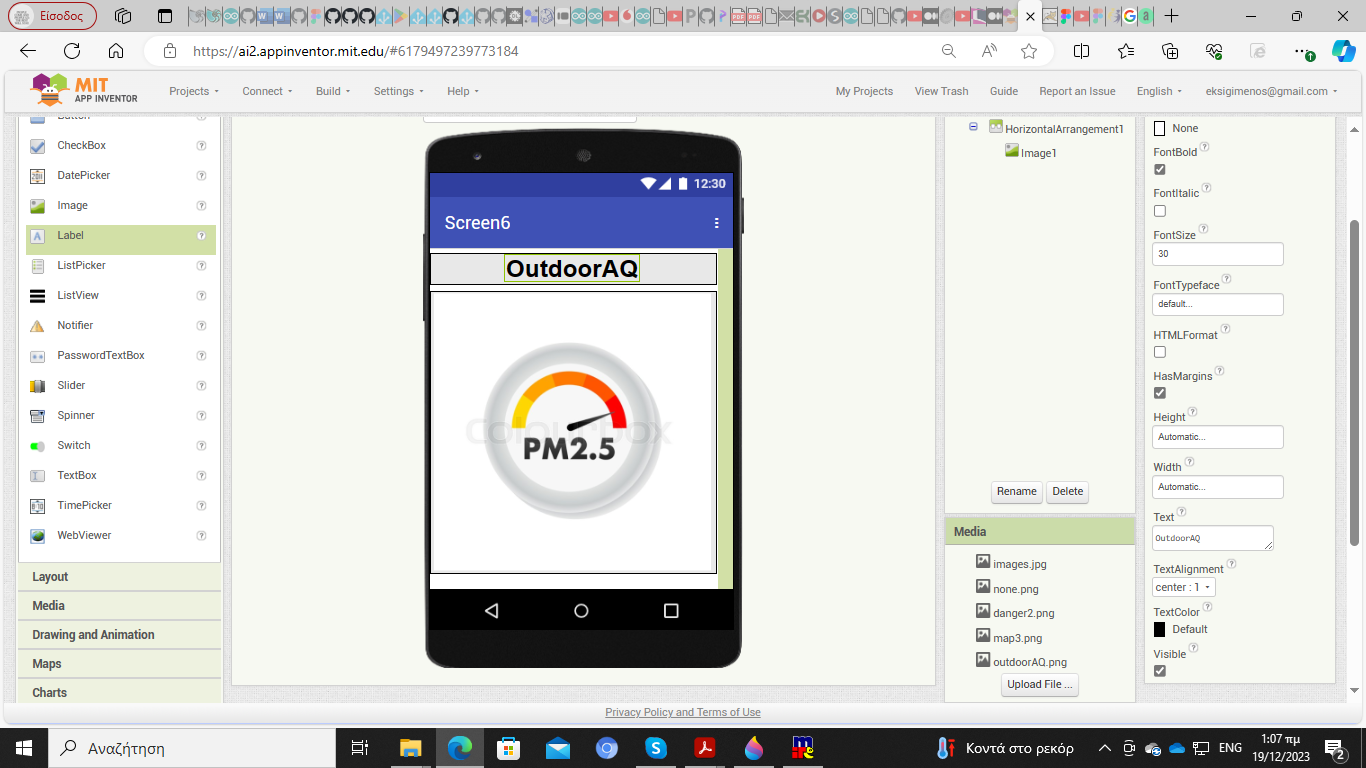 Είσοδος
https://ai2.appinventor.mit.edu/#6179497239773184
MIT
APP INVENTOR
Projects
Connect
Build
Settings
Help
My Projects
View Trash
Guide
Report an Issue
English
eksigimenos@gmail.com
Button
CheckBox
DatePicker
Image
Label
ListPicker
ListView
Notifier
PasswordTextBox
Slider
Spinner
Switch
TextBox
TimePicker
WebViewer
Layout
Media
Drawing and Animation
Maps
Charts
12:30
Screen6
OutdoorAQ
colourbox
PM2.5
HorizontalArrangement1
Image1
Rename Delete
Media
images.jpg
none.png
danger2.png
map3.png
outdoorAQ.png
Upload File ...
None
FontBold
FontItalic
FontSize
30
FontTypeface
default...
HTMLFormat
HasMargins
Height
Automatic...
Width
Automatic...
Text
OutdoorAQ
TextAlignment
center : 1
TextColor
Default
Visible
Privacy Policy and Terms of Use
Αναζήτηση
Κοντά στο ρεκόρ
ENG
1:07 πμ
19/12/2023
2